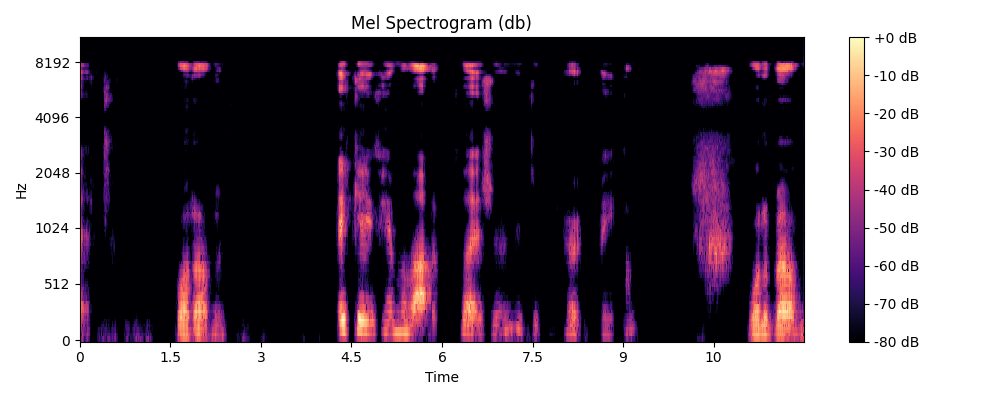 Mel Spectrogram (db)
Hz
8192
4096
2048
1024
512
0
0 1.5 3 4.5 6 7.5 9 10
Time
+0 dB
-10 dB
-20 dB
-30 dB
-40 dB
-50 dB
-60 dB
-70 dB
-80 dB